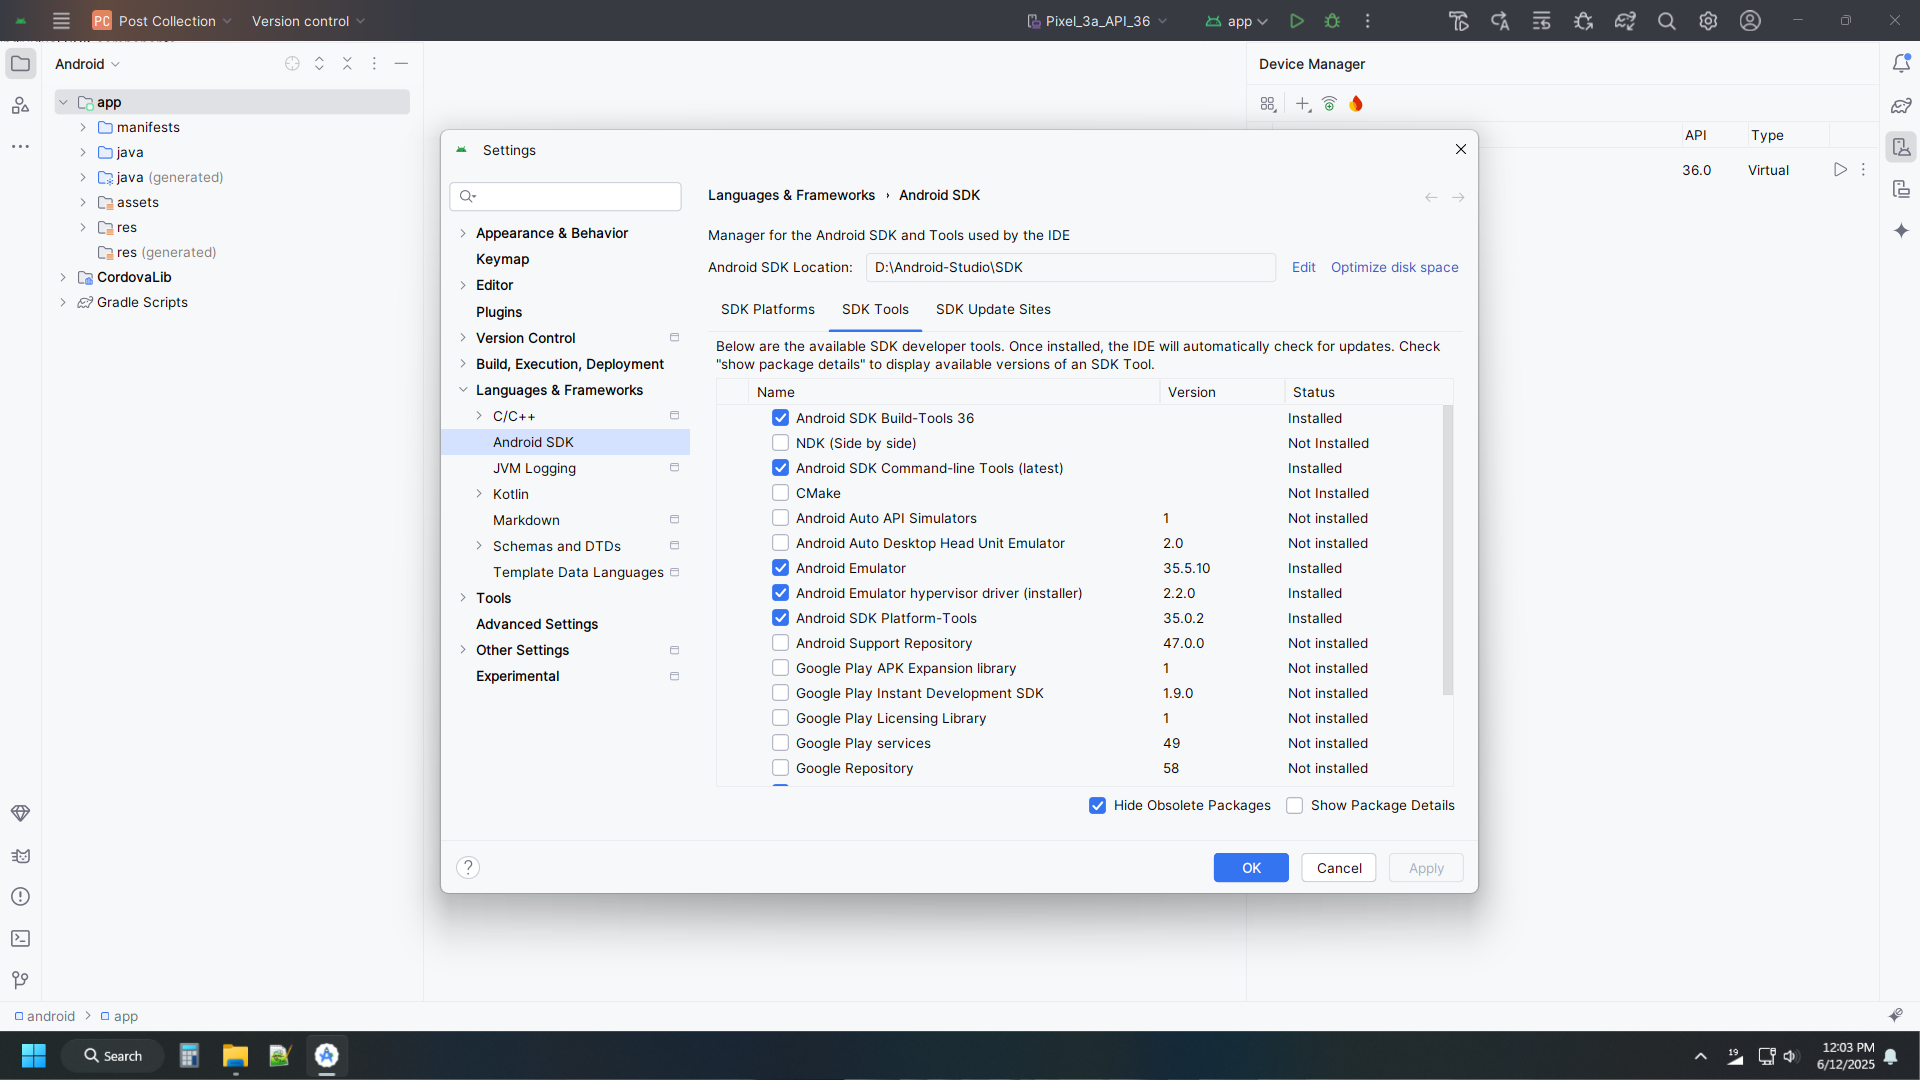 PC Post Collection
Version control
Pixel_3a_API_36
app
Android
app
manifests
java
java (generated)
assets
res
res (generated)
CordovaLib
Gradle Scripts
Device Manager
API
Type
36.0
Virtual
Settings
Appearance & Behavior
Keymap
Editor
Plugins
Version Control
Build, Execution, Deployment
Languages & Frameworks
C/C++
Android SDK
JVM Logging
Kotlin
Markdown
Schemas and DTDs
Template Data Languages
Tools
Advanced Settings
Other Settings
Experimental
Languages & Frameworks › Android SDK
Manager for the Android SDK and Tools used by the IDE
Android SDK Location: D:\Android-Studio\SDK Edit Optimize disk space
SDK Platforms SDK Tools SDK Update Sites
Below are the available SDK developer tools. Once installed, the IDE will automatically check for updates. Check
"show package details" to display available versions of an SDK Tool.
Name Version Status
Android SDK Build-Tools 36 Installed
NDK (Side by side) Not Installed
Android SDK Command-line Tools (latest) Installed
CMake Not Installed
Android Auto API Simulators 1 Not installed
Android Auto Desktop Head Unit Emulator 2.0 Not installed
Android Emulator 35.5.10 Installed
Android Emulator hypervisor driver (installer) 2.2.0 Installed
Android SDK Platform-Tools 35.0.2 Installed
Android Support Repository 47.0.0 Not installed
Google Play APK Expansion library 1 Not installed
Google Play Instant Development SDK 1.9.0 Not installed
Google Play Licensing Library 1 Not installed
Google Play services 49 Not installed
Google Repository 58 Not installed
Hide Obsolete Packages Show Package Details
?
OK Cancel Apply
android > app
Search
19
12:03 PM
6/12/2025